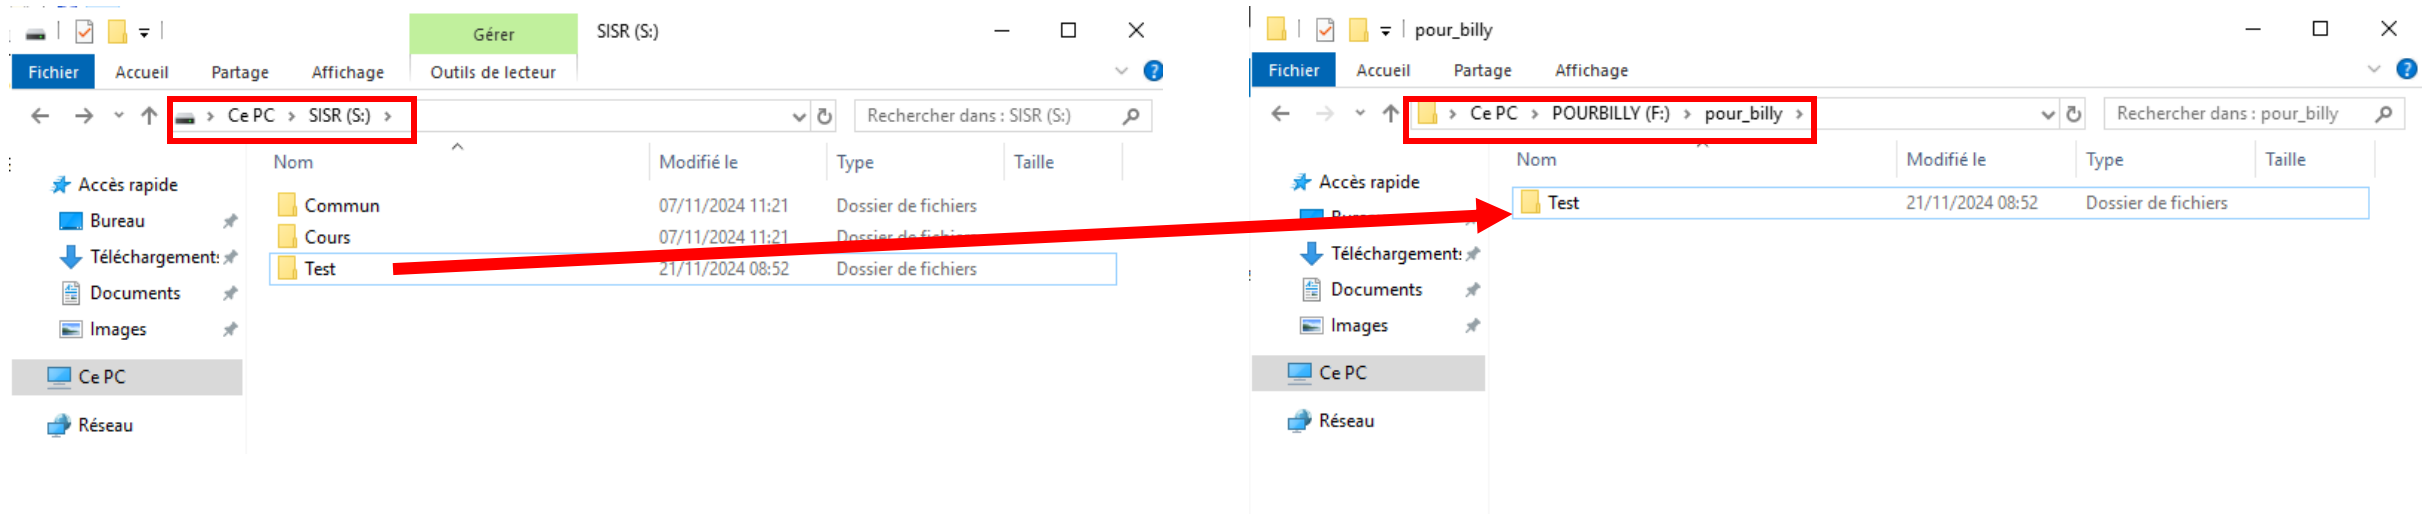 Gérer
SISR (S:)
Fichier
Accueil
Partage
Affichage
Outils de lecteur
Ce PC
SISR (S:)
Rechercher dans : SISR (S:)
Nom
Modifié le
Type
Taille
Accès rapide
Bureau
Téléchargement:
Documents
Images
Ce PC
Réseau
Commun 07/11/2024 11:21 Dossier de fichiers
Cours 07/11/2024 11:21 Dossier de fichiers
Test 21/11/2024 08:52 Dossier de fichiers
pour_billy
Fichier
Accueil
Partage
Affichage
Ce PC
POURBILLY (F:)
pour_billy
Rechercher dans : pour_billy
Nom
Modifié le
Type
Taille
Accès rapide
Téléchargement:
Documents
Images
Ce PC
Réseau
Test 21/11/2024 08:52 Dossier de fichiers